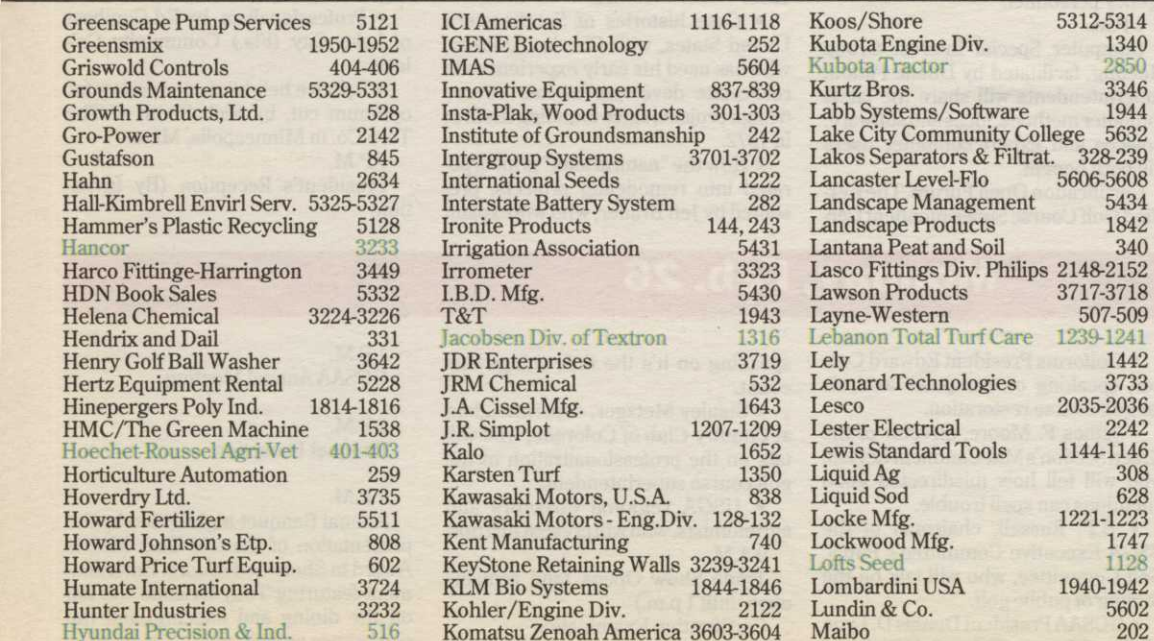 Greenscape Pump Services 5121
Greensmix 1950-1952
Griswold Controls 404-406
Grounds Maintenance 5329-5331
Growth Products, Ltd. 528
Gro-Power 2142
Gustafson 845
Hahn 2634
Hall-Kimbrell Envirl Serv. 5325-5327
Hammer's Plastic Recycling 5128
Hancor 3233
Harco Fittinge-Harrington 3449
HDN Book Sales 5332
Helena Chemical 3224-3226
Hendrix and Dail 331
Henry Golf Ball Washer 3642
Hertz Equipment Rental 5228
Hinepergers Poly Ind. 1814-1816
HMC/The Green Machine 1538
Hoechet-Roussel Agri-Vet 401-403
Horticulture Automation 259
Hoverdry Ltd. 3735
Howard Fertilizer 5511
Howard Johnson's Etp. 808
Howard Price Turf Equip. 602
Humate International 3724
Hunter Industries 3232
Hyundai Precision & Ind. 516
ICI Americas 1116-1118
IGENE Biotechnology 252
IMAS 5604
Innovative Equipment 837-839
Insta-Plak, Wood Products 301-303
Institute of Groundsmanship 242
Intergroup Systems 3701-3702
International Seeds 1222
Interstate Battery System 282
Ironite Products 144, 243
Irrigation Association 5431
Irrometer 3323
I.B.D. Mfg. 5430
T&T 1943
Jacobsen Div. of Textron 1316
JDR Enterprises 3719
JRM Chemical 532
J.A. Cissel Mfg. 1643
J.R. Simplot 1207-1209
Kalo 1652
Karsten Turf 1350
Kawasaki Motors, U.S.A. 838
Kawasaki Motors - Eng.Div. 128-132
Kent Manufacturing 740
KeyStone Retaining Walls 3239-3241
KLM Bio Systems 1844-1846
Kohler/Engine Div. 2122
Komatsu Zenoah America 3603-3604
Koos/Shore 5312-5314
Kubota Engine Div. 1340
Kubota Tractor 2850
Kurtz Bros. 3346
Labb Systems/Software 1944
Lake City Community College 5632
Lakos Separators & Filtrat. 328-239
Lancaster Level-Flo 5606-5608
Landscape Management 5434
Landscape Products 1842
Lantana Peat and Soil 340
Lasco Fittings Div. Philips 2148-2152
Lawson Products 3717-3718
Layne-Western 507-509
Lebanon Total Turf Care 1239-1241
Lely 1442
Leonard Technologies 3733
Lesco 2035-2036
Lester Electrical 2242
Lewis Standard Tools 1144-1146
Liquid Ag 308
Liquid Sod 628
Locke Mfg. 1221-1223
Lockwood Mfg. 1747
Lofts Seed 1128
Lombardini USA 1940-1942
Lundin & Co. 5602
Maibo 202